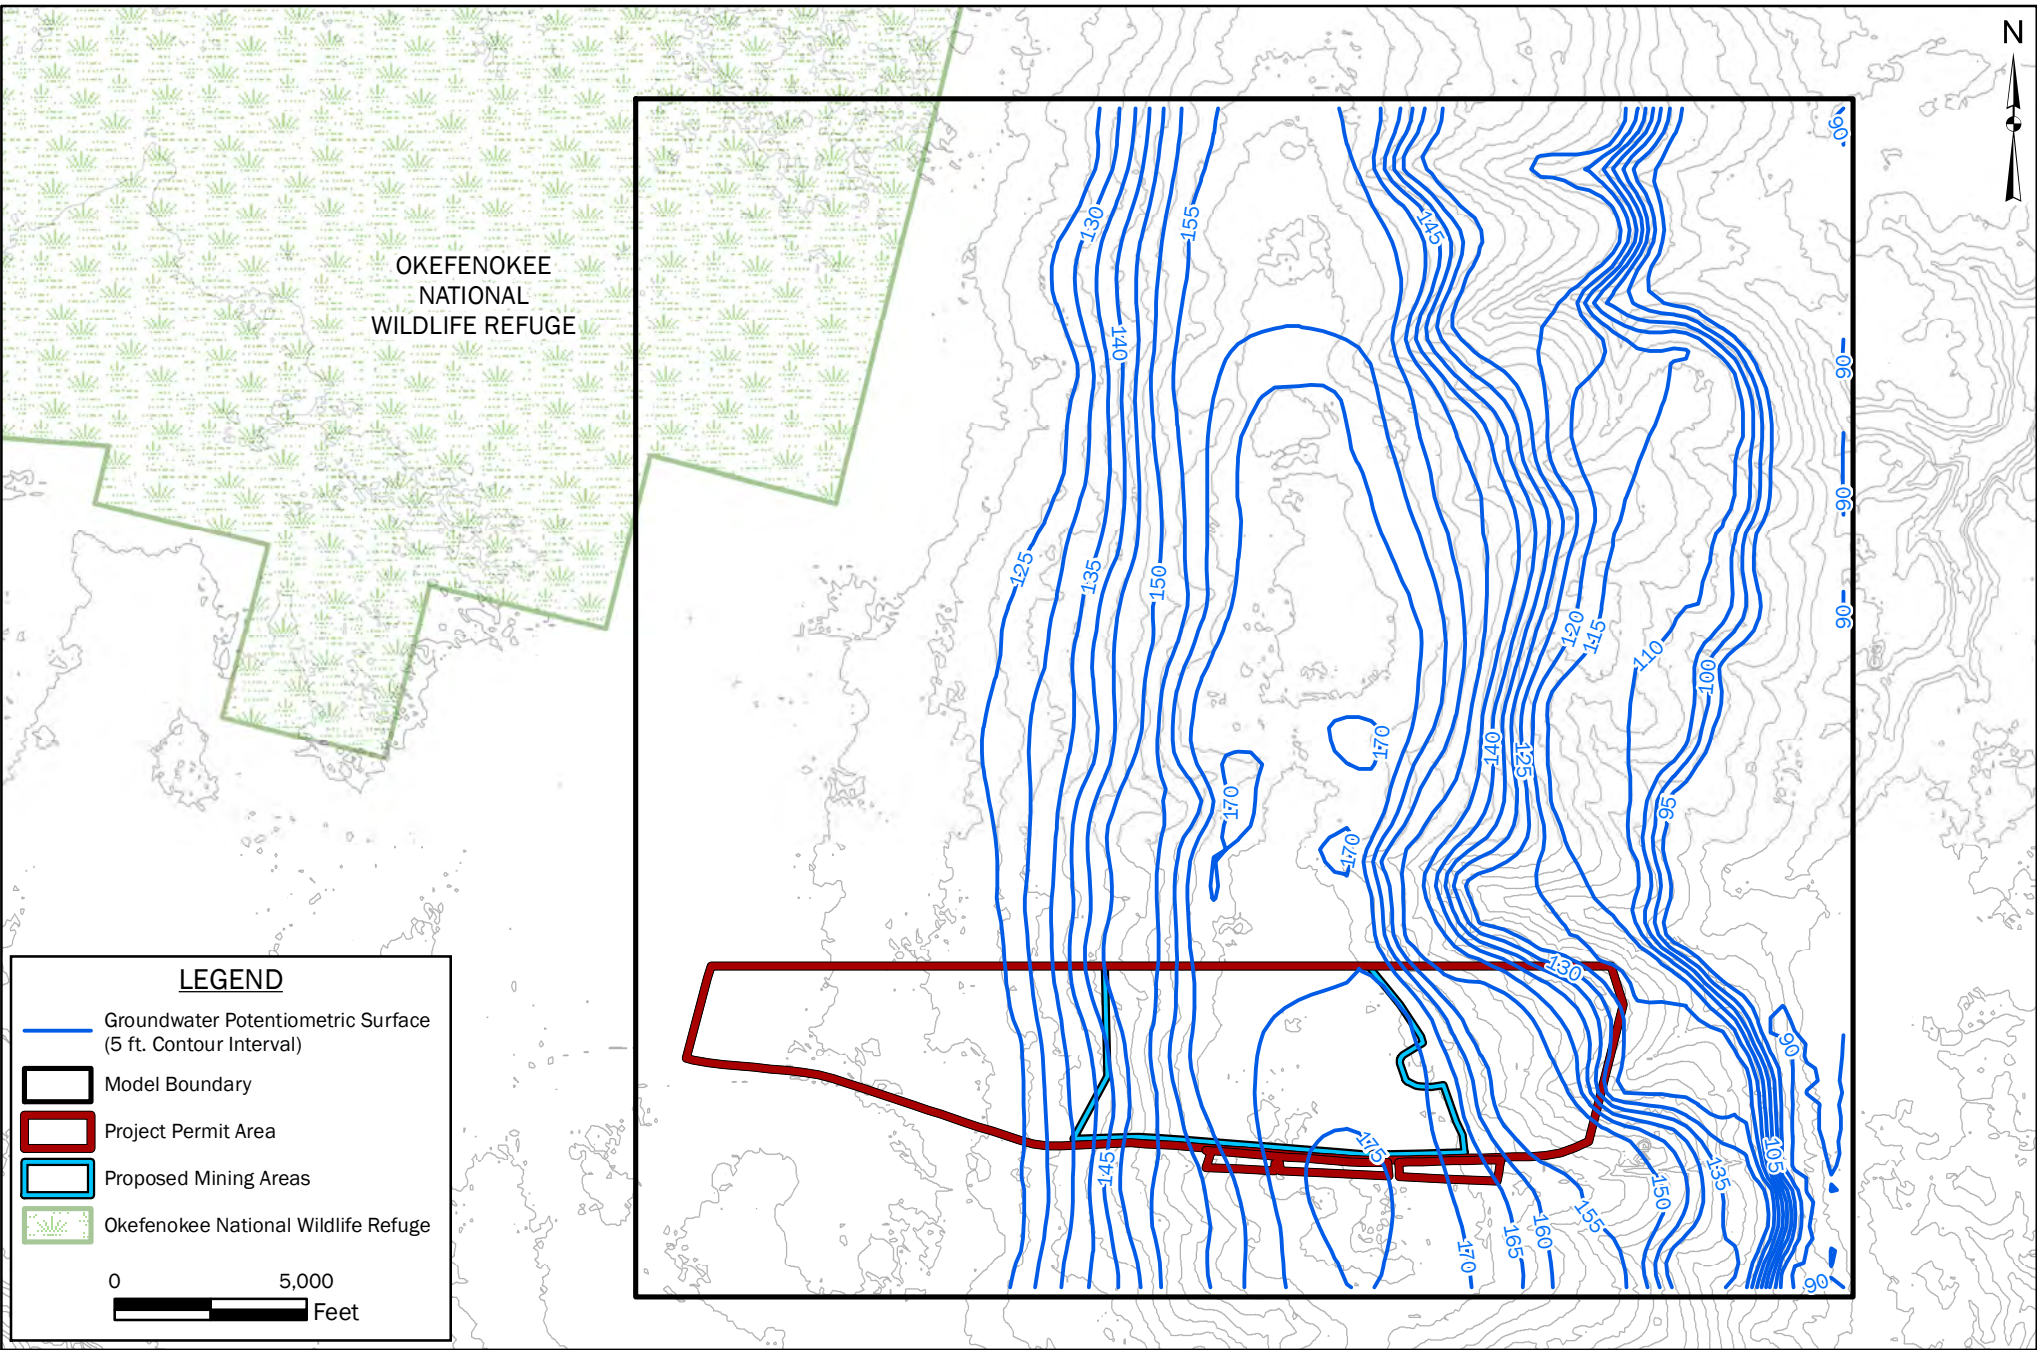 N
OKEFENOKEE
NATIONAL
WILDLIFE REFUGE
90
130
155
145
140
90
90
125
135
150
120
115
110
90
100
170
140
125
170
95
170
130
90
175
145
105
135
150
155
160
165
170
90
LEGEND
Groundwater Potentiometric Surface
(5 ft. Contour Interval)
Model Boundary
Project Permit Area
Proposed Mining Areas
Okefenokee National Wildlife Refuge
0 5,000
Feet